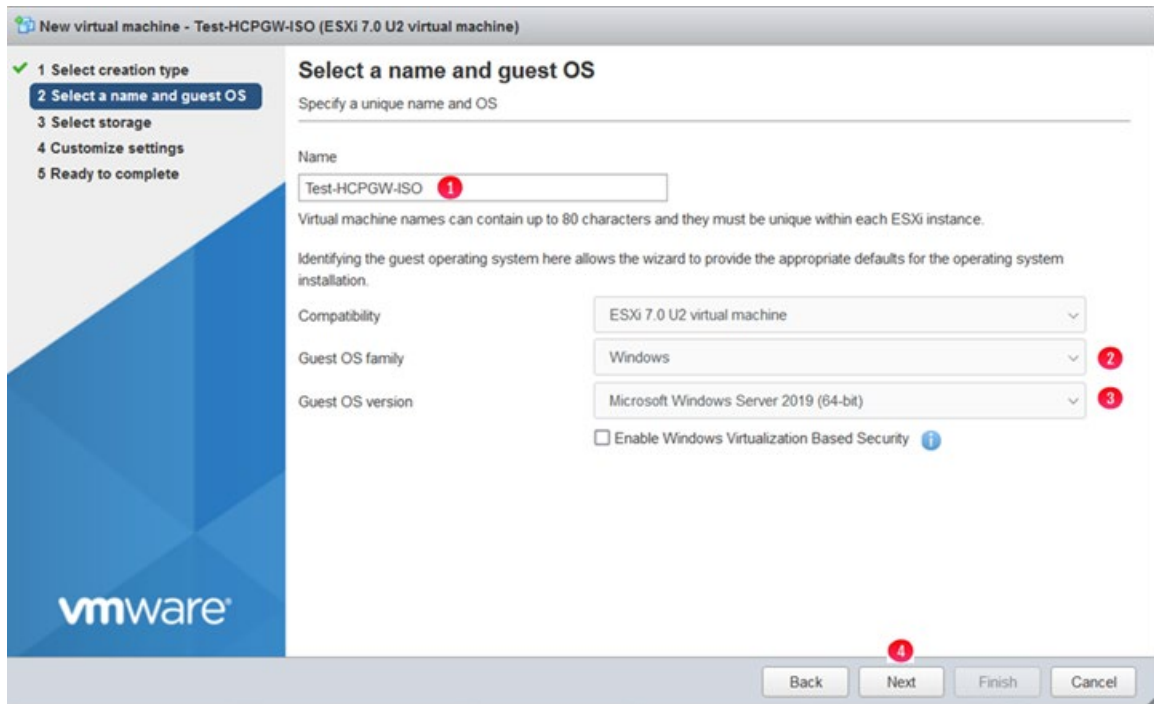 New virtual machine - Test-HCPGW-ISO (ESXi 7.0 U2 virtual machine)
1 Select creation type
2 Select a name and guest OS
3 Select storage
4 Customize settings
5 Ready to complete
Select a name and guest OS
Specify a unique name and OS
Name
Test-HCPGW-ISO 1
Virtual machine names can contain up to 80 characters and they must be unique within each ESXi instance.
Identifying the guest operating system here allows the wizard to provide the appropriate defaults for the operating system
installation.
Compatibility ESXi 7.0 U2 virtual machine
Guest OS family Windows 2
Guest OS version Microsoft Windows Server 2019 (64-bit) 3
Enable Windows Virtualization Based Security i
vmware®
4
Back Next Finish Cancel